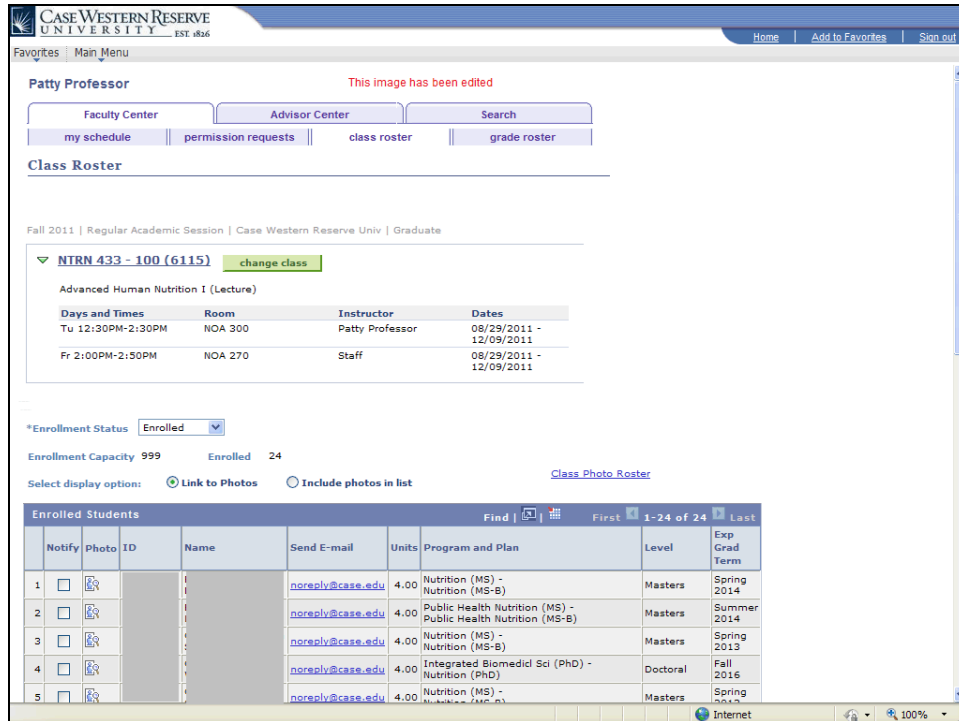 CASE WESTERN RESERVE
UNIVERSITY EST. 1826
Home | Add to Favorites | Sign out
Favorites Main Menu
Patty Professor
This image has been edited
Faculty Center Advisor Center Search
my schedule permission requests class roster grade roster
Class Roster
Fall 2011 | Regular Academic Session | Case Western Reserve Univ | Graduate
NTRN 433 - 100 (6115) change class
Advanced Human Nutrition I (Lecture)
Days and Times Room Instructor Dates
Tu 12:30PM-2:30PM NOA 300 Patty Professor 08/29/2011 -
12/09/2011
Fr 2:00PM-2:50PM NOA 270 Staff 08/29/2011 -
12/09/2011
*Enrollment Status Enrolled
Enrollment Capacity 999 Enrolled 24
Class Photo Roster
Select display option: Link to Photos Include photos in list
Enrolled Students Find | | First 1-24 of 24 Last
Notify Photo ID Name Send E-mail Units Program and Plan Level Exp
Grad
Term
1 noreply@case.edu 4.00 Nutrition (MS) -
Nutrition (MS-B) Masters Spring
2014
2 noreply@case.edu 4.00 Public Health Nutrition (MS) -
Public Health Nutrition (MS-B) Masters Summer
2014
3 noreply@case.edu 4.00 Nutrition (MS) -
Nutrition (MS-B) Masters Spring
2013
4 noreply@case.edu 4.00 Integrated Biomedicl Sci (PhD) -
Nutrition (PhD) Doctoral Fall
2016
5 noreply@case.edu 4.00 Nutrition (MS) -
Masters Spring
Internet 100%